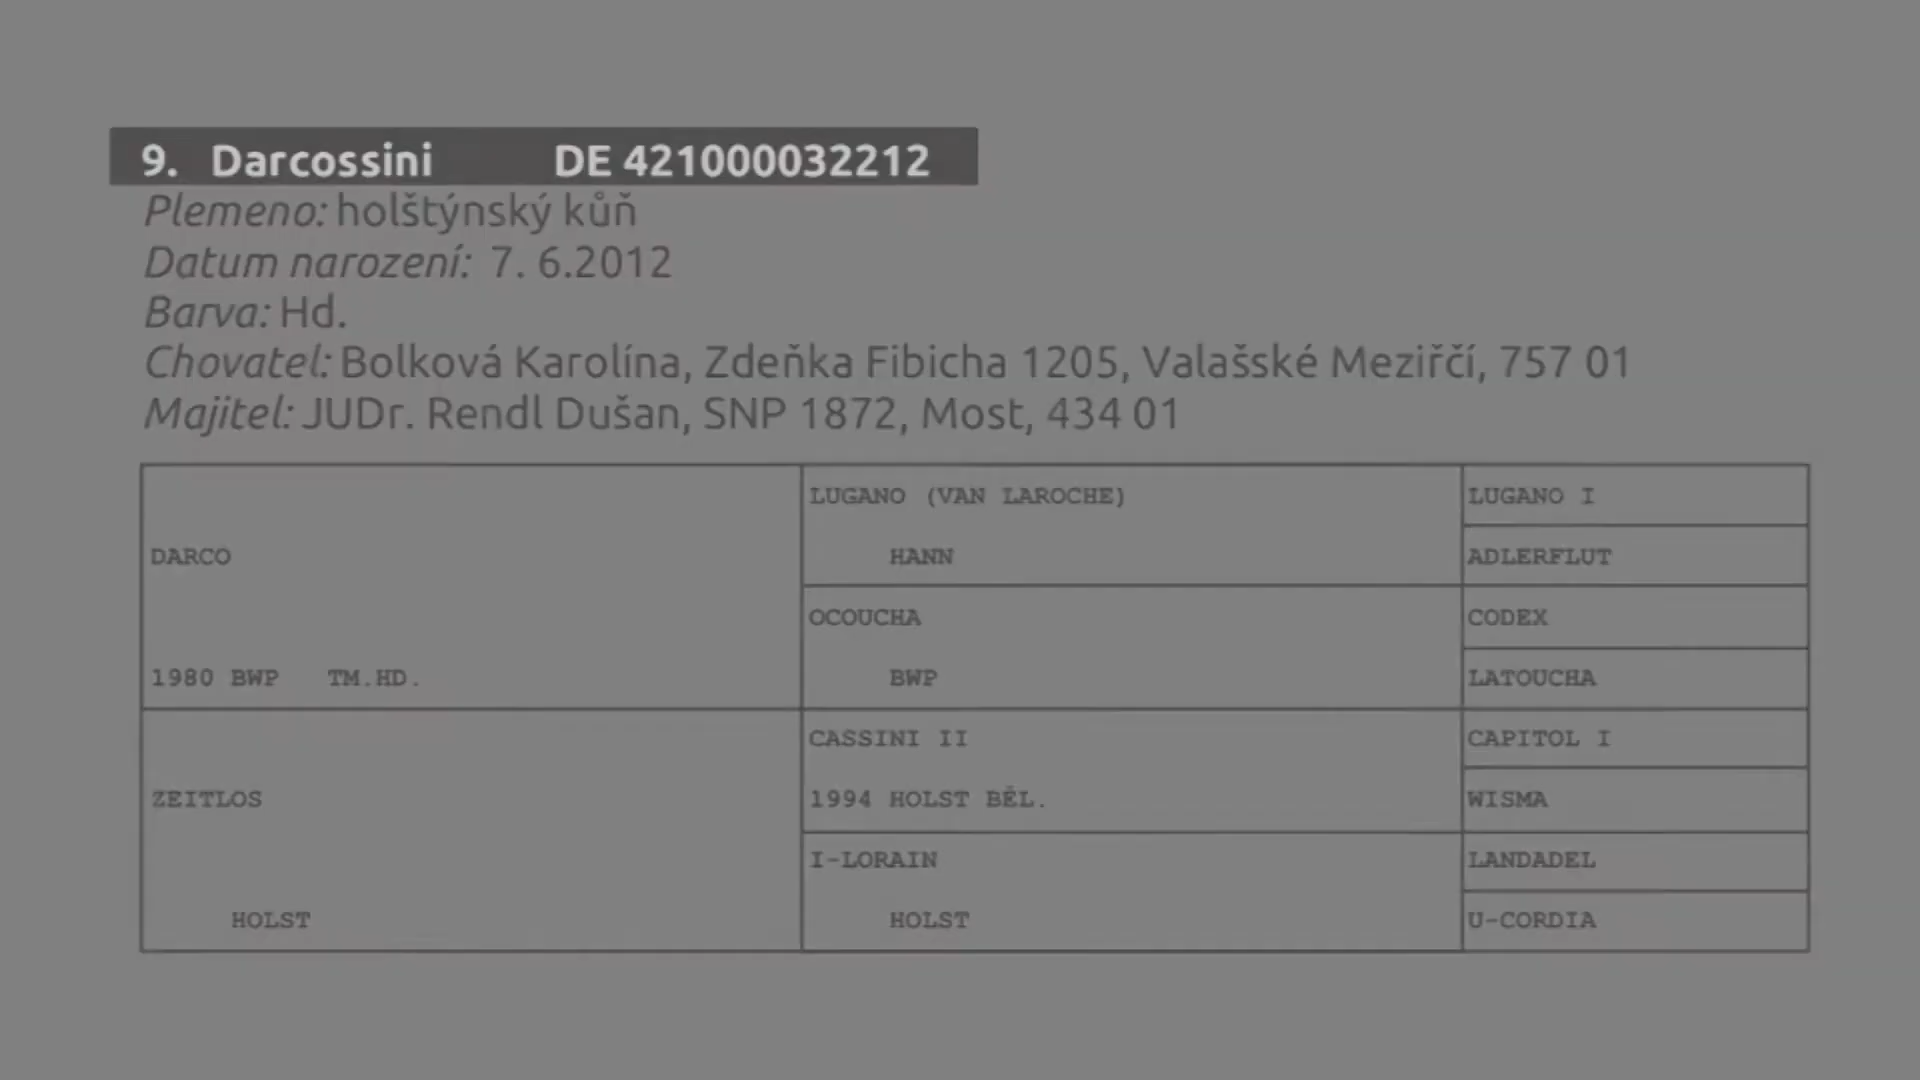 9. Darcossini DE 421000032212
Plemeno: holštýnský kůň
Datum narození: 7. 6.2012
Barva: Hd.
Chovatel: Bolková Karolína, Zdeňka Fibicha 1205, Valašské Meziříčí, 757 01
Majitel: JUDr. Rendl Dušan, SNP 1872, Most, 434 01
LUGANO (VAN LAROCHE) LUGANO I
DARCO HANN ADLERFLUT
OCOUCHA CODEX
1980 BWP TM.HD. BWP LATOUCHA
CASSINI II CAPITOL I
ZEITLOS 1994 HOLST BĚL. WISMA
I-LORAIN LANDADEL
HOLST HOLST U-CORDIA